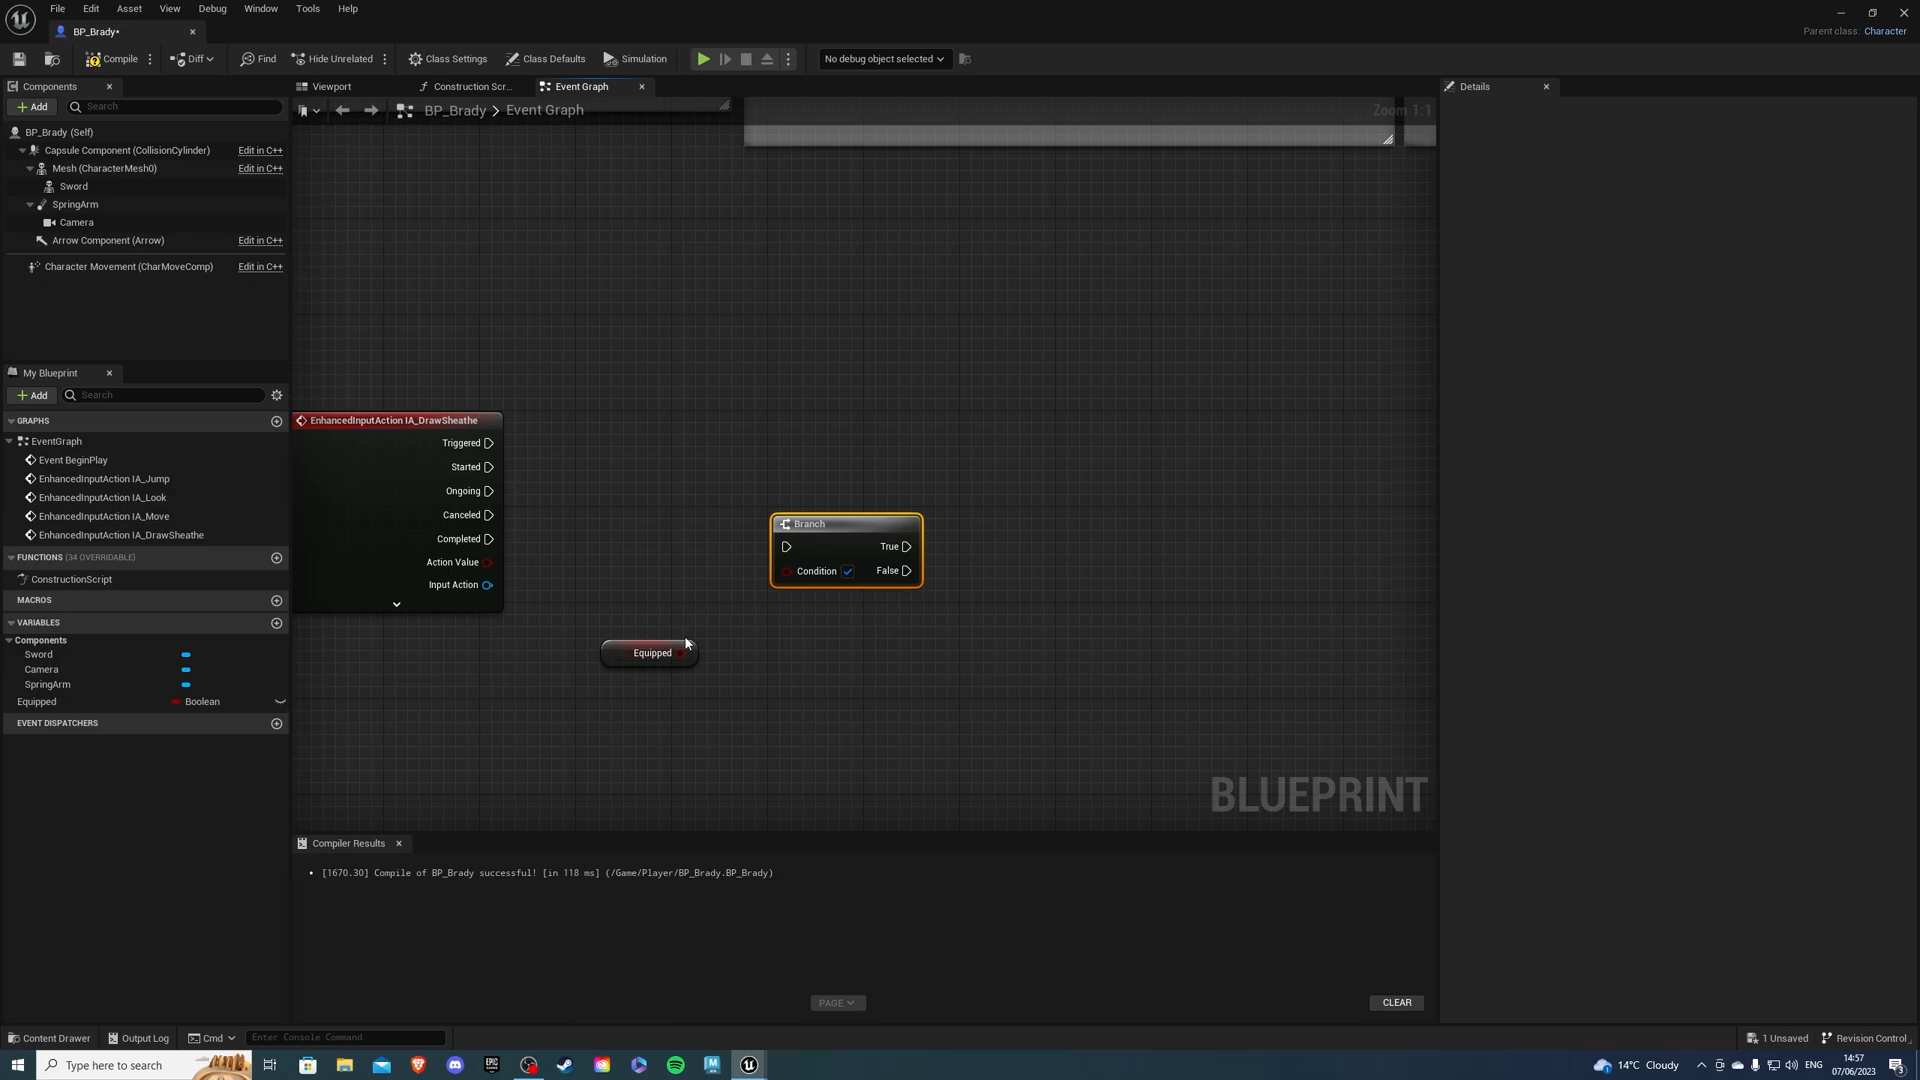 File Edit Asset View Debug Window Tools Help
BP_Brady•
Parent class: Character
Compile Diff Find Hide Unrelated Class Settings Class Defaults Simulation No debug object selected
Components
Add Search
BP_Brady (Self)
Capsule Component (CollisionCylinder) Edit in C++
Mesh (CharacterMesh0) Edit in C++
Sword
SpringArm
Camera
Arrow Component (Arrow) Edit in C++
Character Movement (CharMoveComp) Edit in C++
My Blueprint
Add Search
GRAPHS
EventGraph
Event BeginPlay
EnhancedInputAction IA_Jump
EnhancedInputAction IA_Look
EnhancedInputAction IA_Move
EnhancedInputAction IA_DrawSheathe
FUNCTIONS (34 OVERRIDABLE)
ConstructionScript
MACROS
VARIABLES
Components
Sword
Camera
SpringArm
Equipped Boolean
EVENT DISPATCHERS
Viewport Construction Scr... Event Graph
BP_Brady > Event Graph
Zoom 1:1
EnhancedInputAction IA_DrawSheathe
Triggered
Started
Ongoing
Canceled
Completed
Action Value
Input Action
Branch
True
Condition False
Equipped
BLUEPRINT
Compiler Results
• [1670.30] Compile of BP_Brady successful! [in 118 ms] (/Game/Player/BP_Brady.BP_Brady)
PAGE
CLEAR
Details
Content Drawer Output Log Cmd Enter Console Command 1 Unsaved Revision Control
Type here to search
EPIC GAMES
14°C Cloudy
ENG
14:57
07/06/2023
3